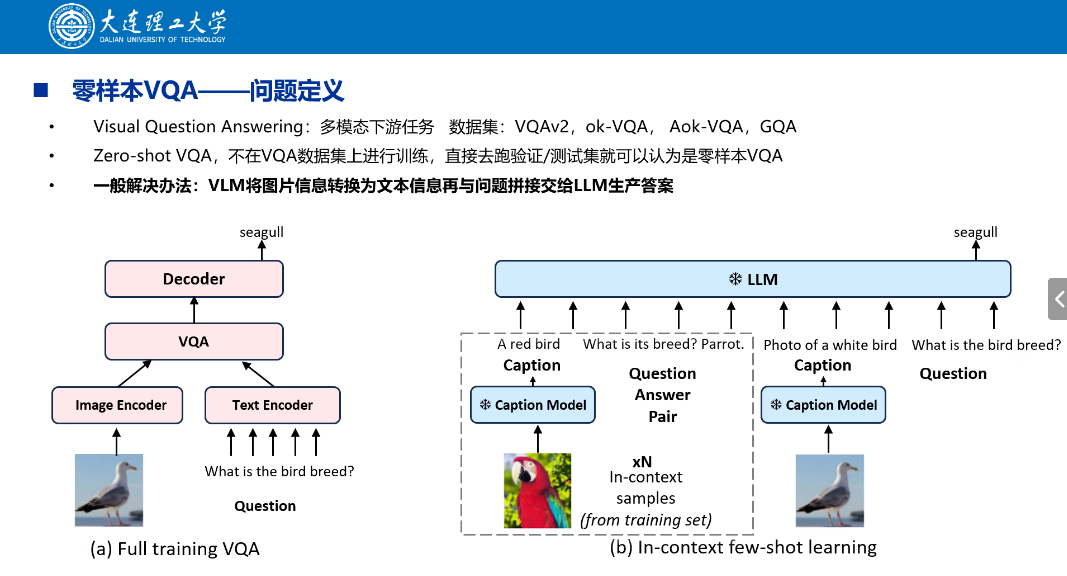 大连理工大学
DALIAN UNIVERSITY OF TECHNOLOGY
■ 零样本VQA——问题定义
• Visual Question Answering：多模态下游任务 数据集：VQAv2，ok-VQA， Aok-VQA，GQA
• Zero-shot VQA，不在VQA数据集上进行训练，直接去跑验证/测试集就可以认为是零样本VQA
• 一般解决办法：VLM将图片信息转换为文本信息再与问题拼接交给LLM生产答案
seagull
Decoder
VQA
Image Encoder
Text Encoder
What is the bird breed?
Question
(a) Full training VQA
seagull
❄ LLM
A red bird
What is its breed? Parrot.
Photo of a white bird
What is the bird breed?
Caption
Question
Answer
Pair
Caption
Question
❄ Caption Model
❄ Caption Model
xN
In-context
samples
(from training set)
(b) In-context few-shot learning